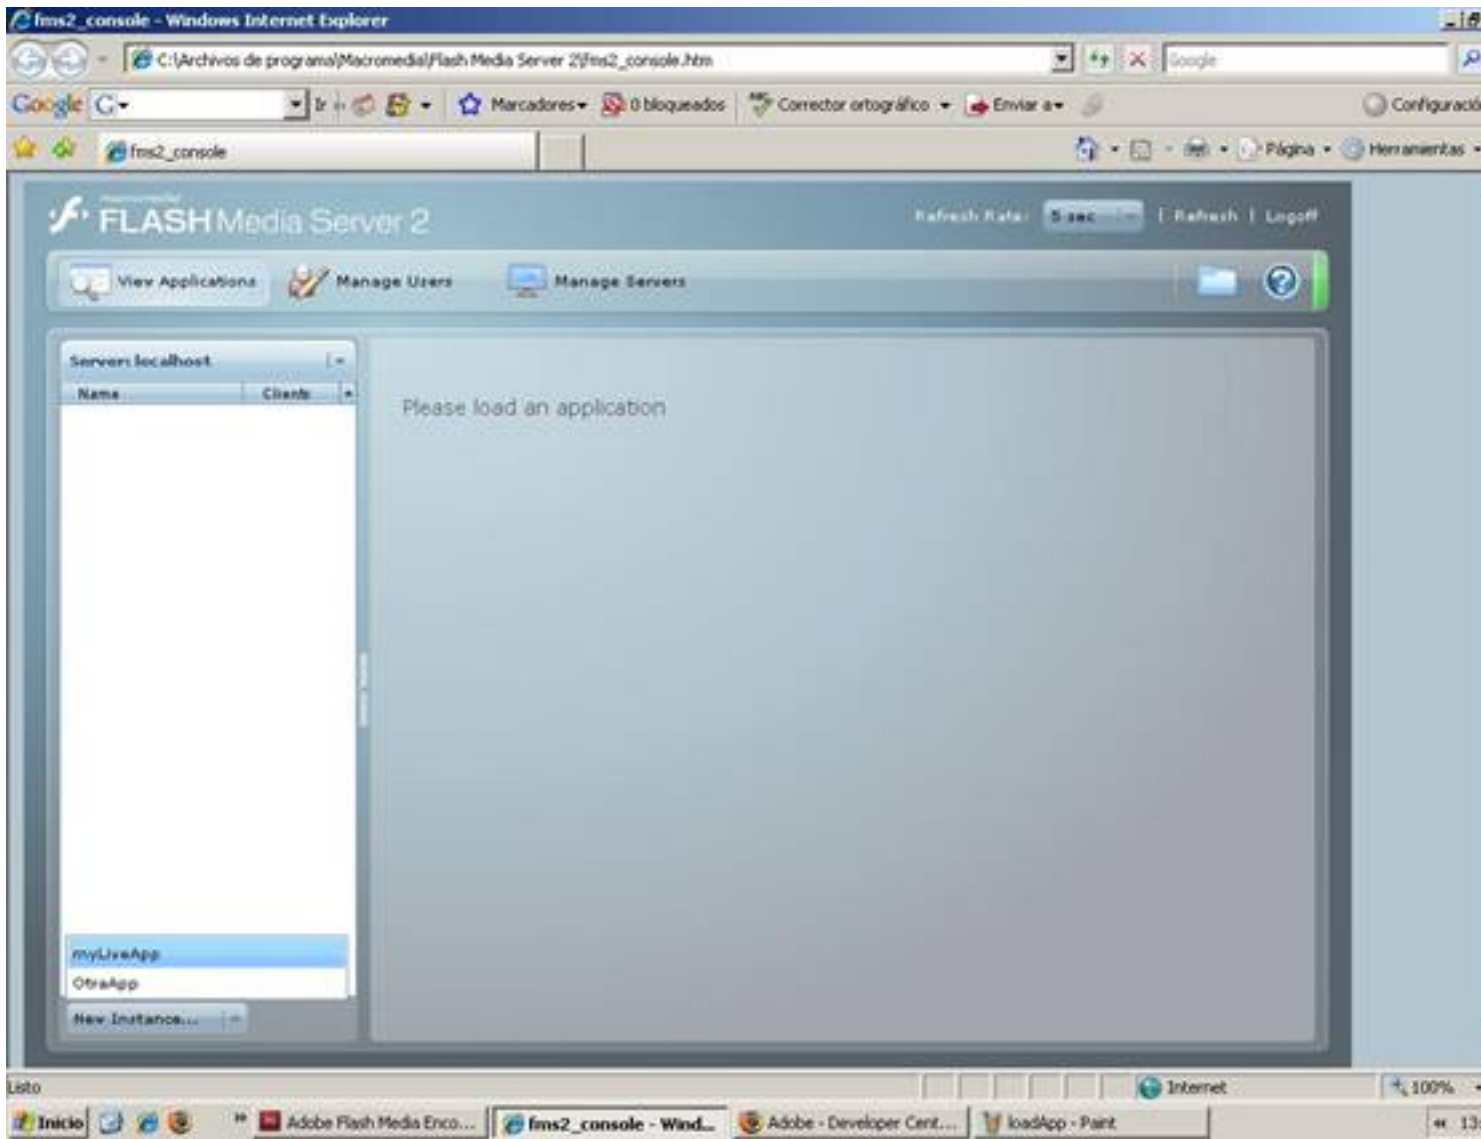 fms2_console - Windows Internet Explorer
C:\Archivos de programa\Macromedia\Flash Media Server 2\fms2_console.htm
Google
Google G Ir Marcadores 0 bloqueados Corrector ortográfico Enviar a Configuració
fms2_console Página Herramientas
macromedia
FLASH Media Server 2
Refresh Rate: 5 sec | Refresh | Logoff
View Applications Manage Users Manage Servers
Server: localhost
Name Clients
Please load an application
myLiveApp
OtraApp
New Instance...
Listo Internet 100%
Inicio Adobe Flash Media Enco... fms2_console - Wind... Adobe - Developer Cent... loadApp - Paint 13